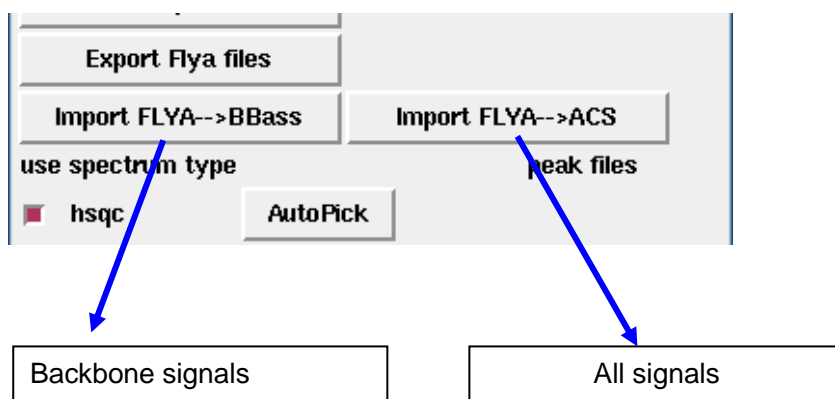 Export Flya files
Import FLYA-->BBass Import FLYA-->ACS
use spectrum type peak files
hsqc AutoPick
Backbone signals All signals